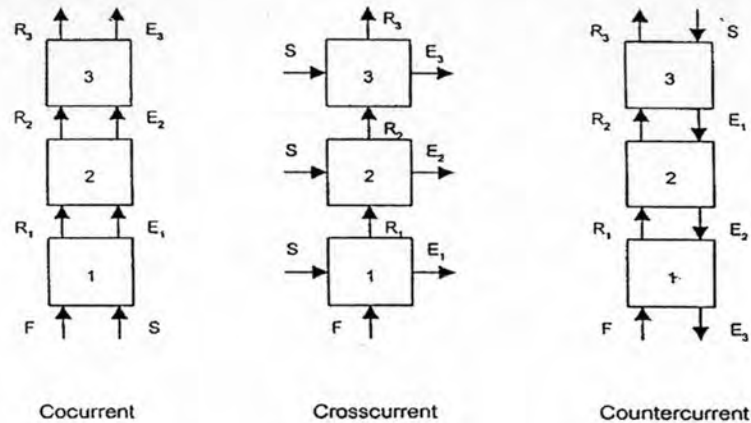 R3 E3
3
R2 E2
2
R1 E1
1
F S
Cocurrent
R3
S 3 E3
R2
S 2 E2
R1
S 1 E1
F
Crosscurrent
R3 S
3
R2 E1
2
R1 E2
1
F E3
Countercurrent